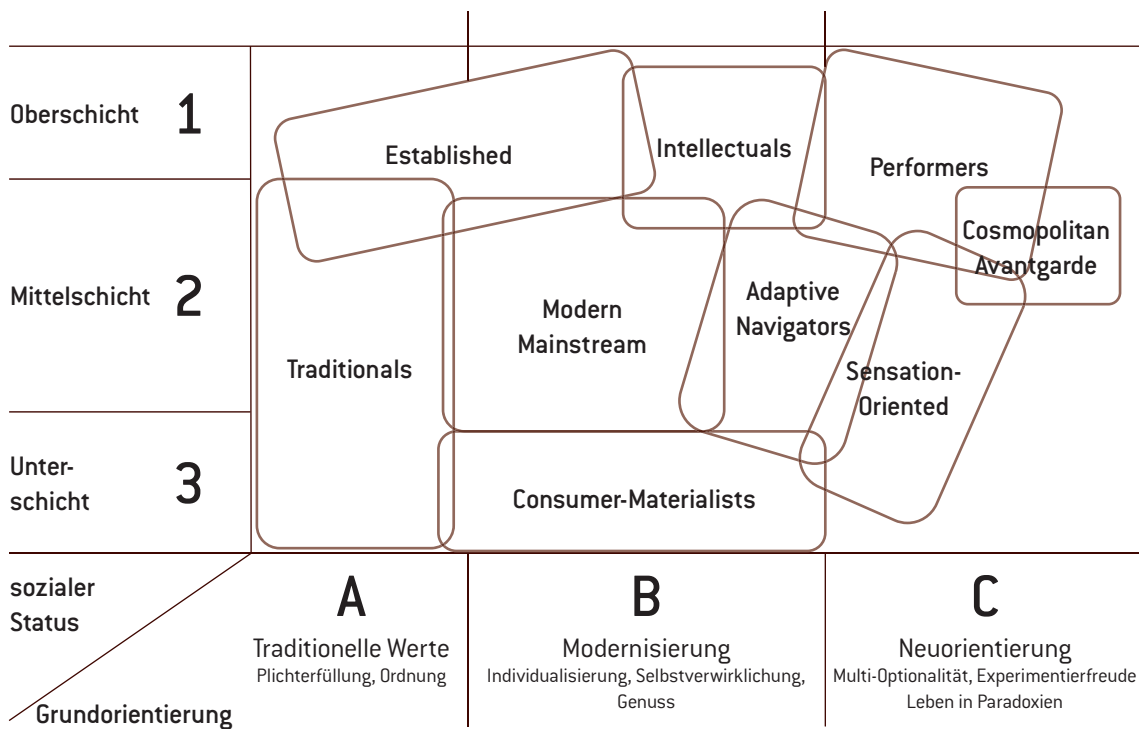 Oberschicht 1
Established
Intellectuals
Performers
Cosmopolitan
Avantgarde
Mittelschicht 2
Modern
Mainstream
Adaptive
Navigators
Traditionals
Sensation-
Oriented
Unter-
schicht 3
Consumer-Materialists
sozialer
Status
Grundorientierung
A
Traditionelle Werte
Plichterfüllung, Ordnung
B
Modernisierung
Individualisierung, Selbstverwirklichung,
Genuss
C
Neuorientierung
Multi-Optionalität, Experimentierfreude
Leben in Paradoxien